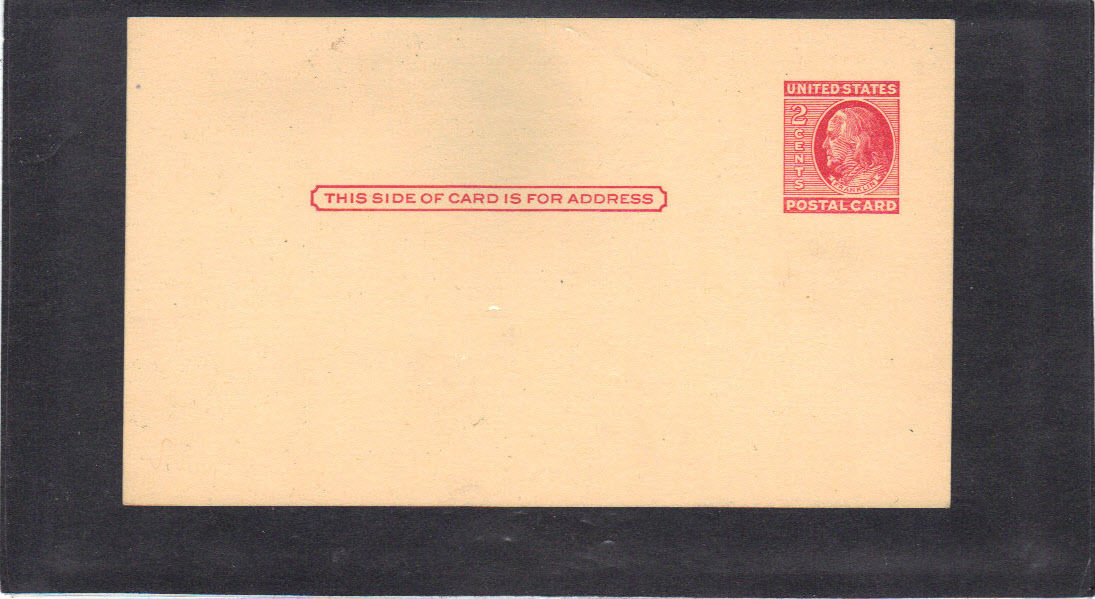 UNITED STATES
2 CENTS
FRANKLIN
POSTAL CARD
THIS SIDE OF CARD IS FOR ADDRESS